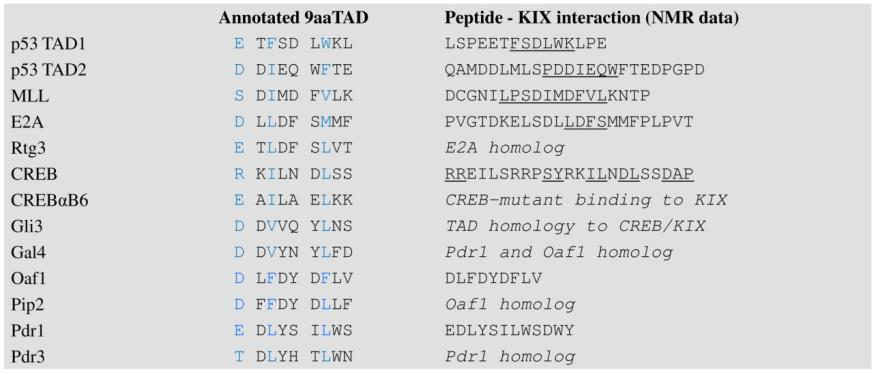 Annotated 9aaTAD Peptide - KIX interaction (NMR data)
p53 TAD1 E TFSD LWKL LSPEETFSDLWKLPE
p53 TAD2 D DIEQ WFTE QAMDDLMLSPDDIEQWFTEDPGPD
MLL S DIMD FVLK DCGNILPSDIMDFVLKNTP
E2A D LLDF SMMF PVGTDKELSDLLDFSMMFPLPVT
Rtg3 E TLDF SLVT E2A homolog
CREB R KILN DLSS RREILSRRPSYRKILNDLSSDAP
CREBαB6 E AILA ELKK CREB-mutant binding to KIX
Gli3 D DVVQ YLNS TAD homology to CREB/KIX
Gal4 D DVYN YLFD Pdr1 and Oaf1 homolog
Oaf1 D LFDY DFLV DLFDYDFLV
Pip2 D FFDY DLLF Oaf1 homolog
Pdr1 E DLYS ILWS EDLYSILWSDWY
Pdr3 T DLYH TLWN Pdr1 homolog